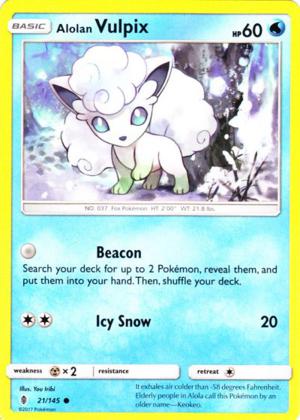 BASIC Alolan Vulpix HP60
NO. 037 Fox Pokémon HT: 2'00" WT: 21.8 lbs.
Beacon
Search your deck for up to 2 Pokémon, reveal them, and
put them into your hand. Then, shuffle your deck.
Icy Snow 20
weakness ×2 resistance retreat
Illus. You Iribi
21/145
©2017 Pokémon
It exhales air colder than -58 degrees Fahrenheit.
Elderly people in Alola call this Pokémon by an
older name—Keokeo.